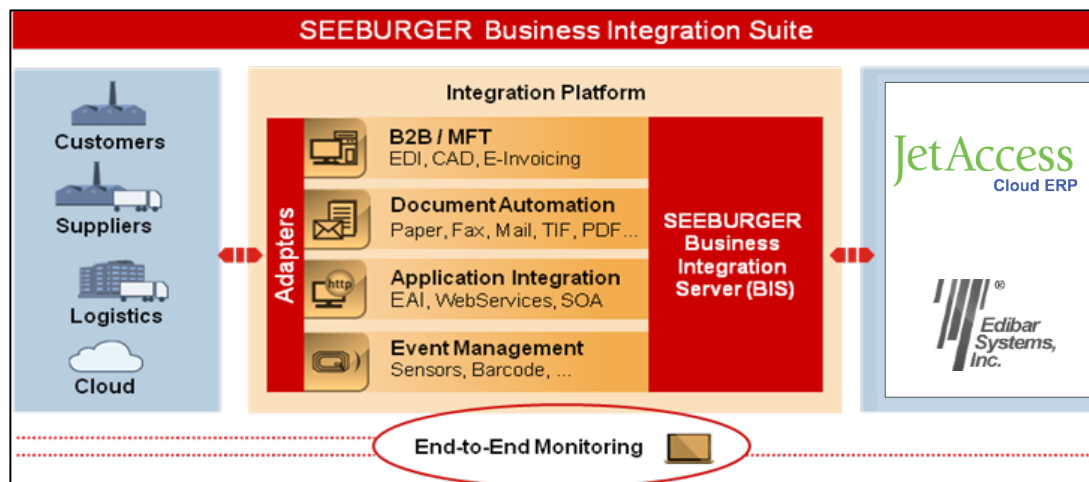 SEEBURGER Business Integration Suite
Customers
Suppliers
Logistics
Cloud
Integration Platform
Adapters
B2B / MFT
EDI, CAD, E-Invoicing
Document Automation
Paper, Fax, Mail, TIF, PDF...
http
Application Integration
EAI, WebServices, SOA
Event Management
Sensors, Barcode, ...
SEEBURGER
Business
Integration
Server (BIS)
JetAccess
Cloud ERP
®
Edibar
Systems,
Inc.
End-to-End Monitoring